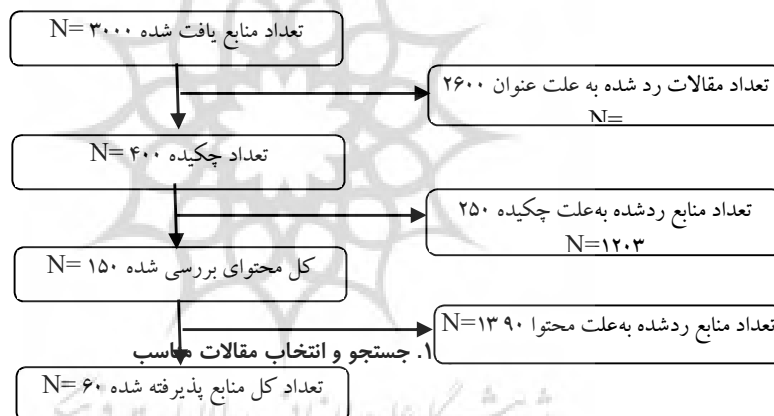 تعداد منابع یافت شده N= ۳۰۰۰
تعداد مقالات رد شده به علت عنوان ۲۶۰۰
N=
تعداد چکیده N= ۴۰۰
تعداد منابع ردشده به‌علت چکیده ۲۵۰
N=۱۲۰۳
کل محتوای بررسی شده N= ۱۵۰
تعداد منابع ردشده به‌علت محتوا ۹۰ N=۱۳
۱. جستجو و انتخاب مقالات مناسب
تعداد کل منابع پذیرفته شده N= ۶۰